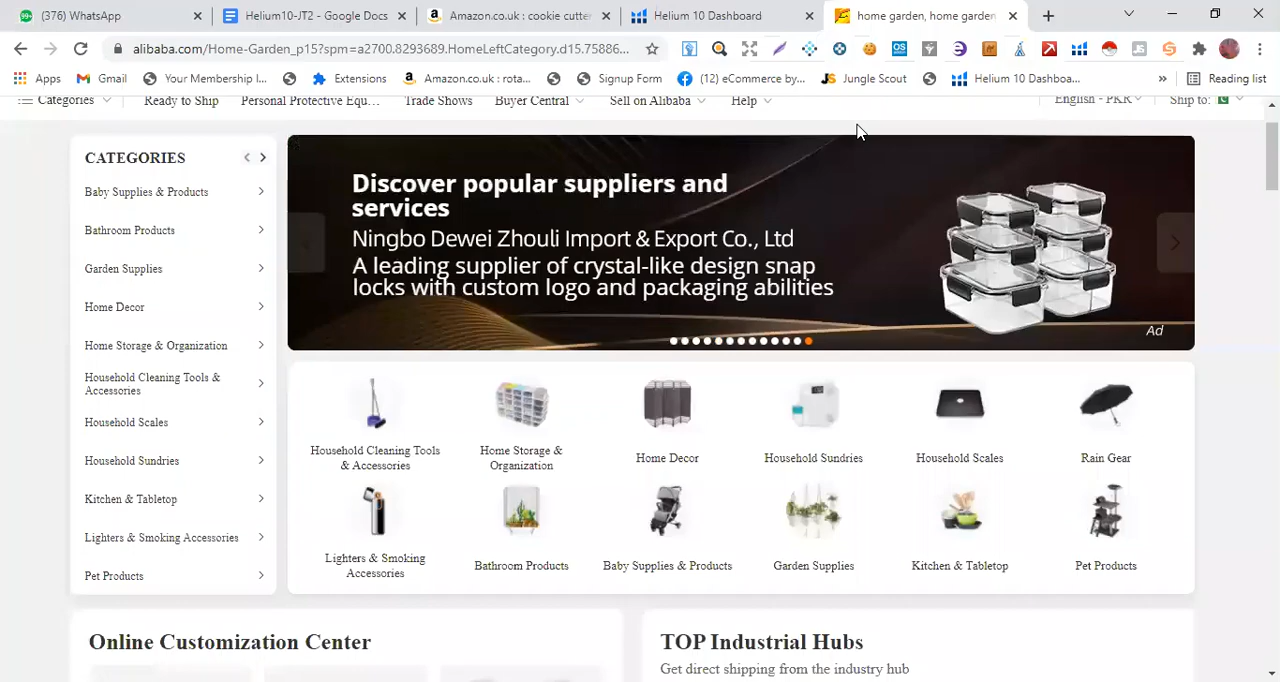 (376) WhatsApp
Helium10-JT2 - Google Docs
Amazon.co.uk : cookie cutter
Helium 10 Dashboard
home garden, home garden
alibaba.com/Home-Garden_p15?spm=a2700.8293689.HomeLeftCategory.d15.75886...
Apps
Gmail
Your Membership I...
Extensions
Amazon.co.uk : rota...
Signup Form
(12) eCommerce by...
Jungle Scout
Helium 10 Dashboa...
Reading list
Categories
Ready to Ship
Personal Protective Equ...
Trade Shows
Buyer Central
Sell on Alibaba
Help
English - PKR
Ship to:
CATEGORIES
Baby Supplies & Products
Bathroom Products
Garden Supplies
Home Decor
Home Storage & Organization
Household Cleaning Tools &
Accessories
Household Scales
Household Sundries
Kitchen & Tabletop
Lighters & Smoking Accessories
Pet Products
Discover popular suppliers and
services
Ningbo Dewei Zhouli Import & Export Co., Ltd
A leading supplier of crystal-like design snap
locks with custom logo and packaging abilities
Ad
Household Cleaning Tools
& Accessories
Home Storage &
Organization
Home Decor
Household Sundries
Household Scales
Rain Gear
Lighters & Smoking
Accessories
Bathroom Products
Baby Supplies & Products
Garden Supplies
Kitchen & Tabletop
Pet Products
Online Customization Center
TOP Industrial Hubs
Get direct shipping from the industry hub